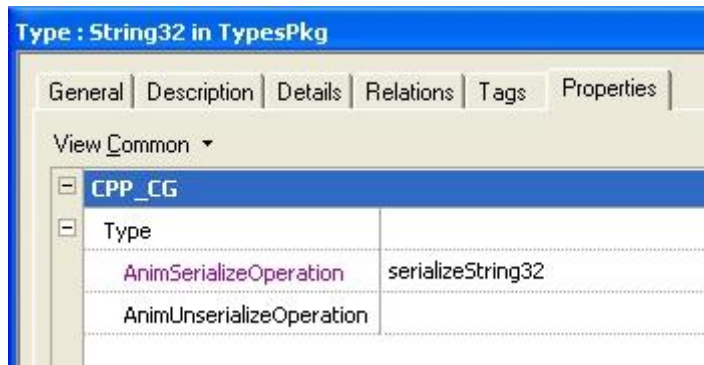 Type : String32 in TypesPkg
General Description Details Relations Tags Properties
View Common
CPP_CG
Type
AnimSerializeOperation serializeString32
AnimUnserializeOperation